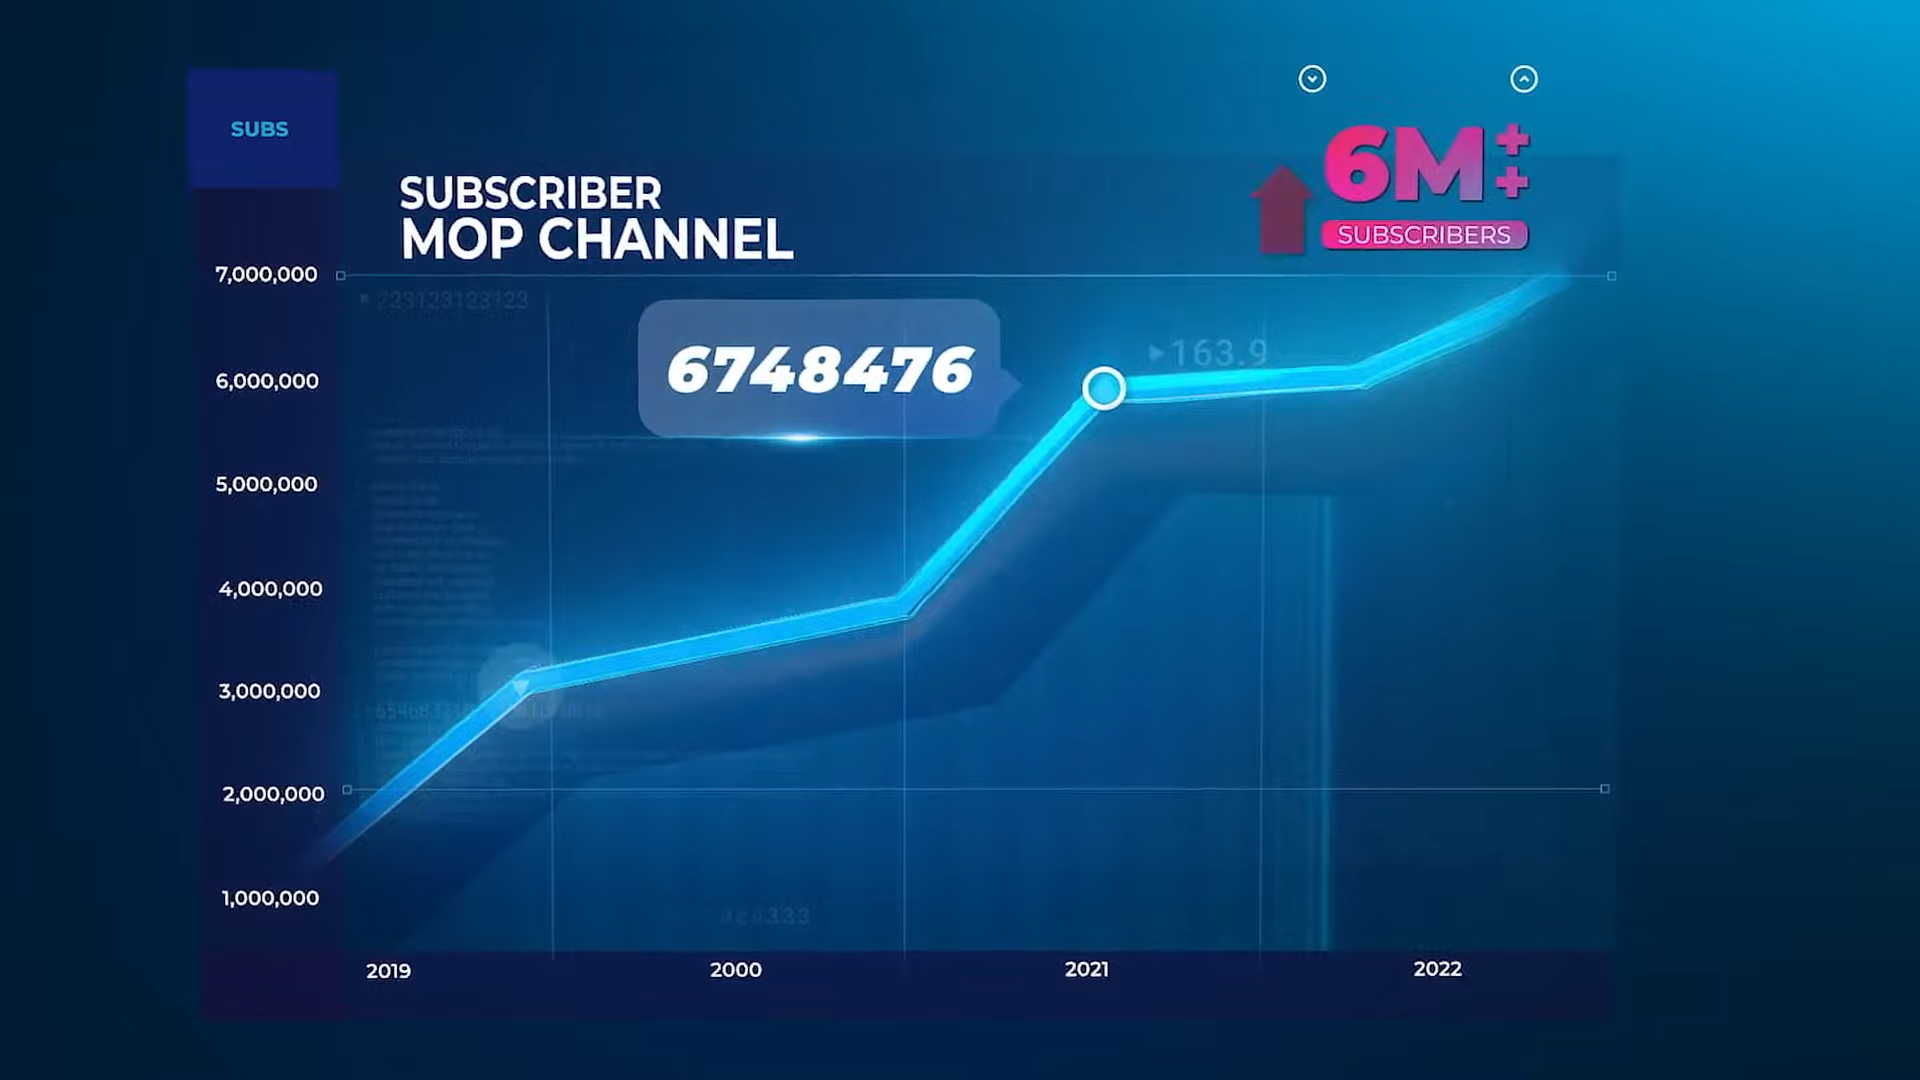 SUBS
SUBSCRIBER
MOP CHANNEL
6M++
SUBSCRIBERS
7,000,000
223123123123
6748476
163.9
6,000,000
5,000,000
4,000,000
3,000,000
2,000,000
1,000,000
2019
2000
2021
2022